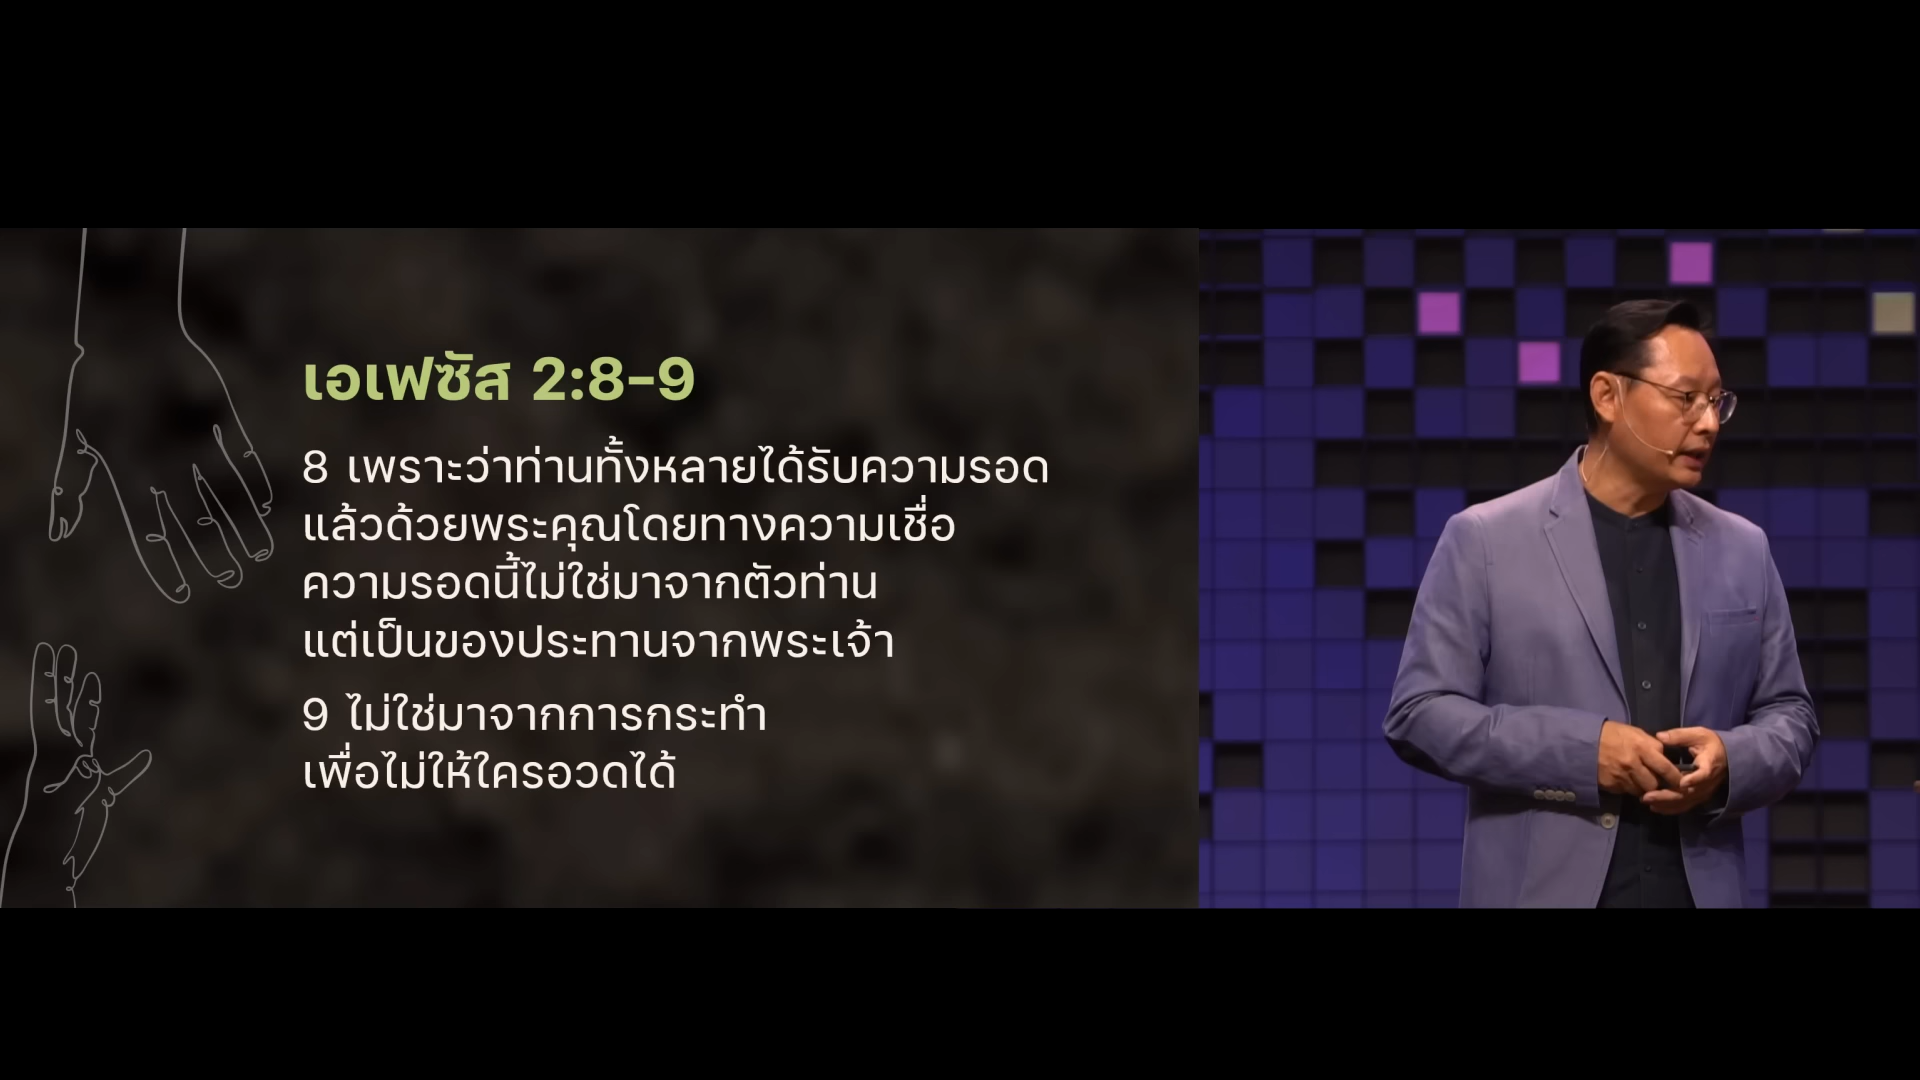 เอเฟซัส 2:8-9
8 เพราะว่าท่านทั้งหลายได้รับความรอด
แล้วด้วยพระคุณโดยทางความเชื่อ
ความรอดนี้ไม่ใช่มาจากตัวท่าน
แต่เป็นของประทานจากพระเจ้า
9 ไม่ใช่มาจากการกระทำ
เพื่อไม่ให้ใครอวดได้